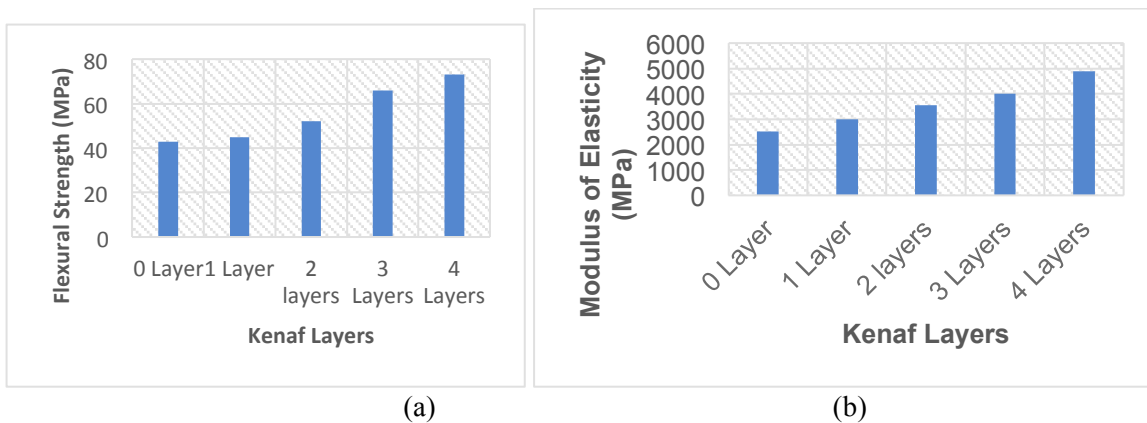 Flexural Strength (MPa)
80
60
40
20
0
0 Layer 1 Layer 2 layers 3 Layers 4 Layers
Kenaf Layers
(a)
Modulus of Elasticity
(MPa)
6000
5000
4000
3000
2000
1000
0
0 Layer 1 Layer 2 layers 3 Layers 4 Layers
Kenaf Layers
(b)